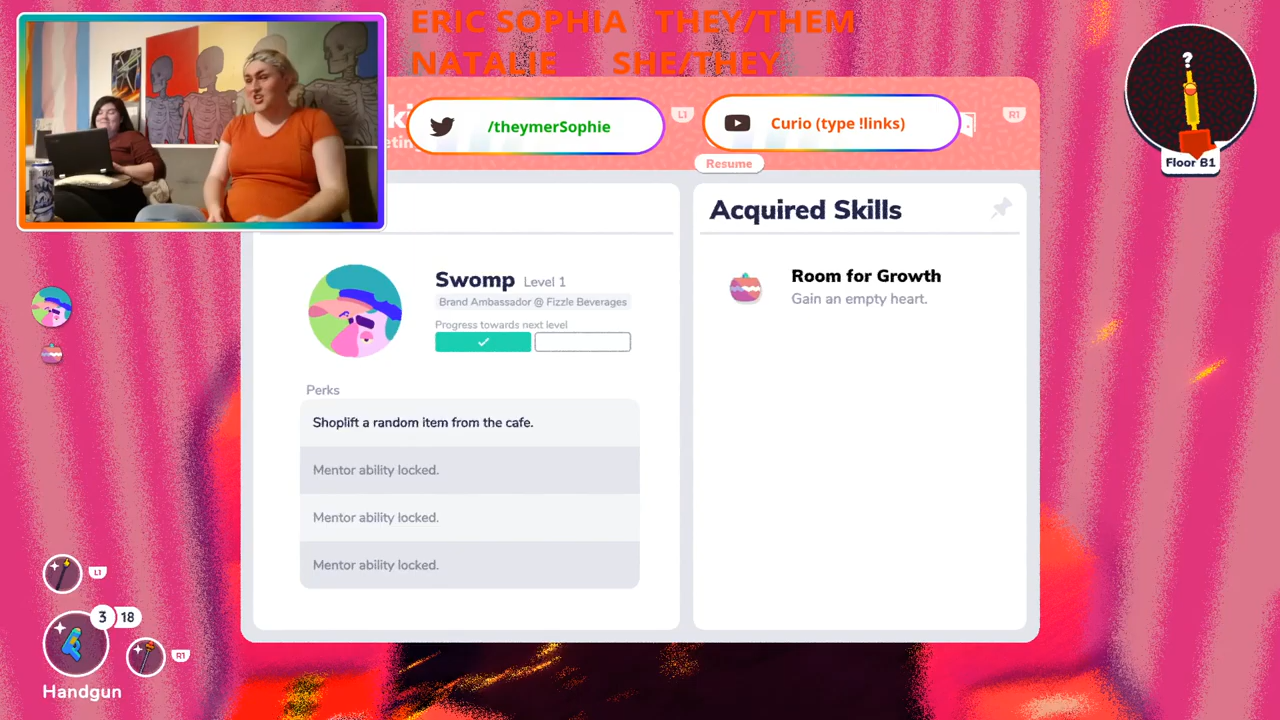 ERIC SOPHIA THEY/THEM
NATALIE SHE/THEY
/theymerSophie
L1
Curio (type !links)
R1
Resume
Floor B1
Acquired Skills
Swomp Level 1
Brand Ambassador @ Fizzle Beverages
Progress towards next level
Room for Growth
Gain an empty heart.
Perks
Shoplift a random item from the cafe.
Mentor ability locked.
Mentor ability locked.
Mentor ability locked.
L1
3 18
R1
Handgun
?